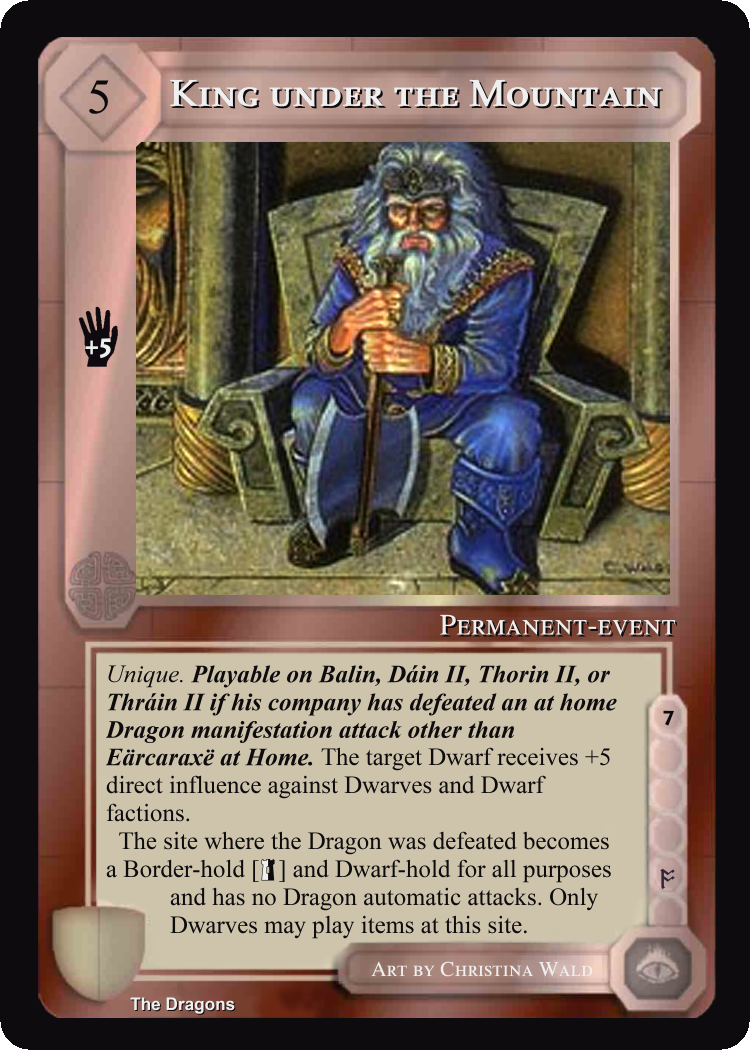 5
King under the Mountain
+5
C. Wald
Permanent-event
Unique. Playable on Balin, Dáin II, Thorin II, or
Thráin II if his company has defeated an at home
Dragon manifestation attack other than
Eärcaraxë at Home. The target Dwarf receives +5
direct influence against Dwarves and Dwarf
factions.
The site where the Dragon was defeated becomes
a Border-hold [ ] and Dwarf-hold for all purposes
and has no Dragon automatic attacks. Only
Dwarves may play items at this site.
7
ᚩ
Art by Christina Wald
The Dragons